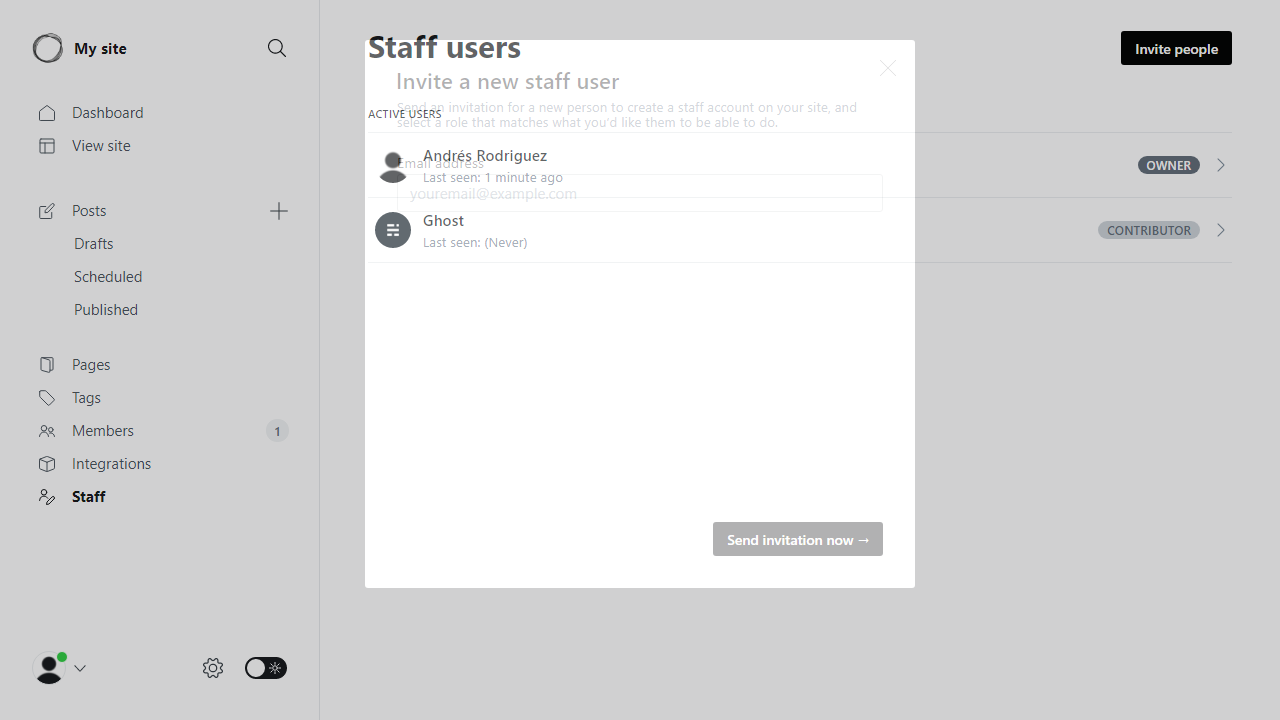 My site
Dashboard
View site
Posts
Drafts
Scheduled
Published
Pages
Tags
Members
1
Integrations
Staff
Staff users
Invite people
Invite a new staff user
Send an invitation for a new person to create a staff account on your site, and
select a role that matches what you'd like them to be able to do.
ACTIVE USERS
Email address
youremail@example.com
Andrés Rodriguez
Last seen: 1 minute ago
OWNER
Ghost
Last seen: (Never)
CONTRIBUTOR
Send invitation now →